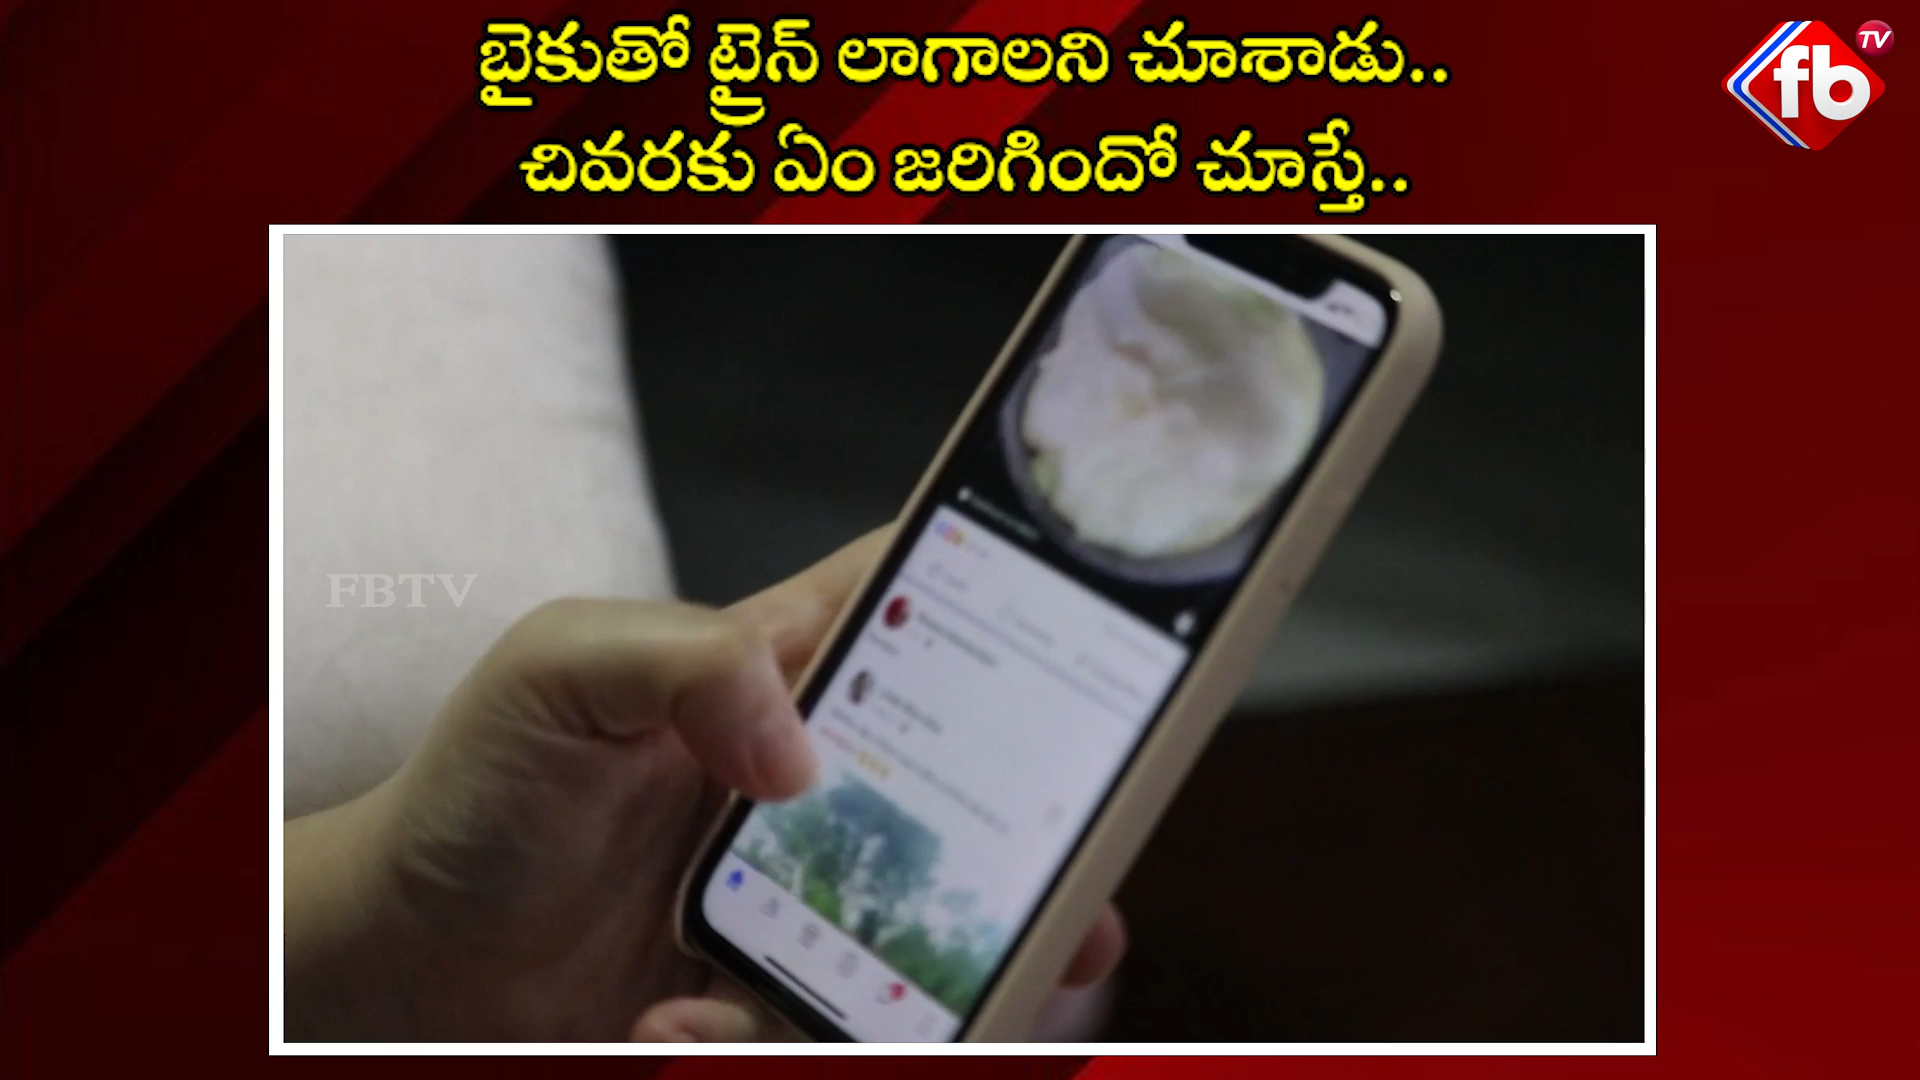 బైకుతో ట్రైన్ లాగాలని చూశాడు..
చివరకు ఏం జరిగిందో చూస్తే..
fb TV
FBTV